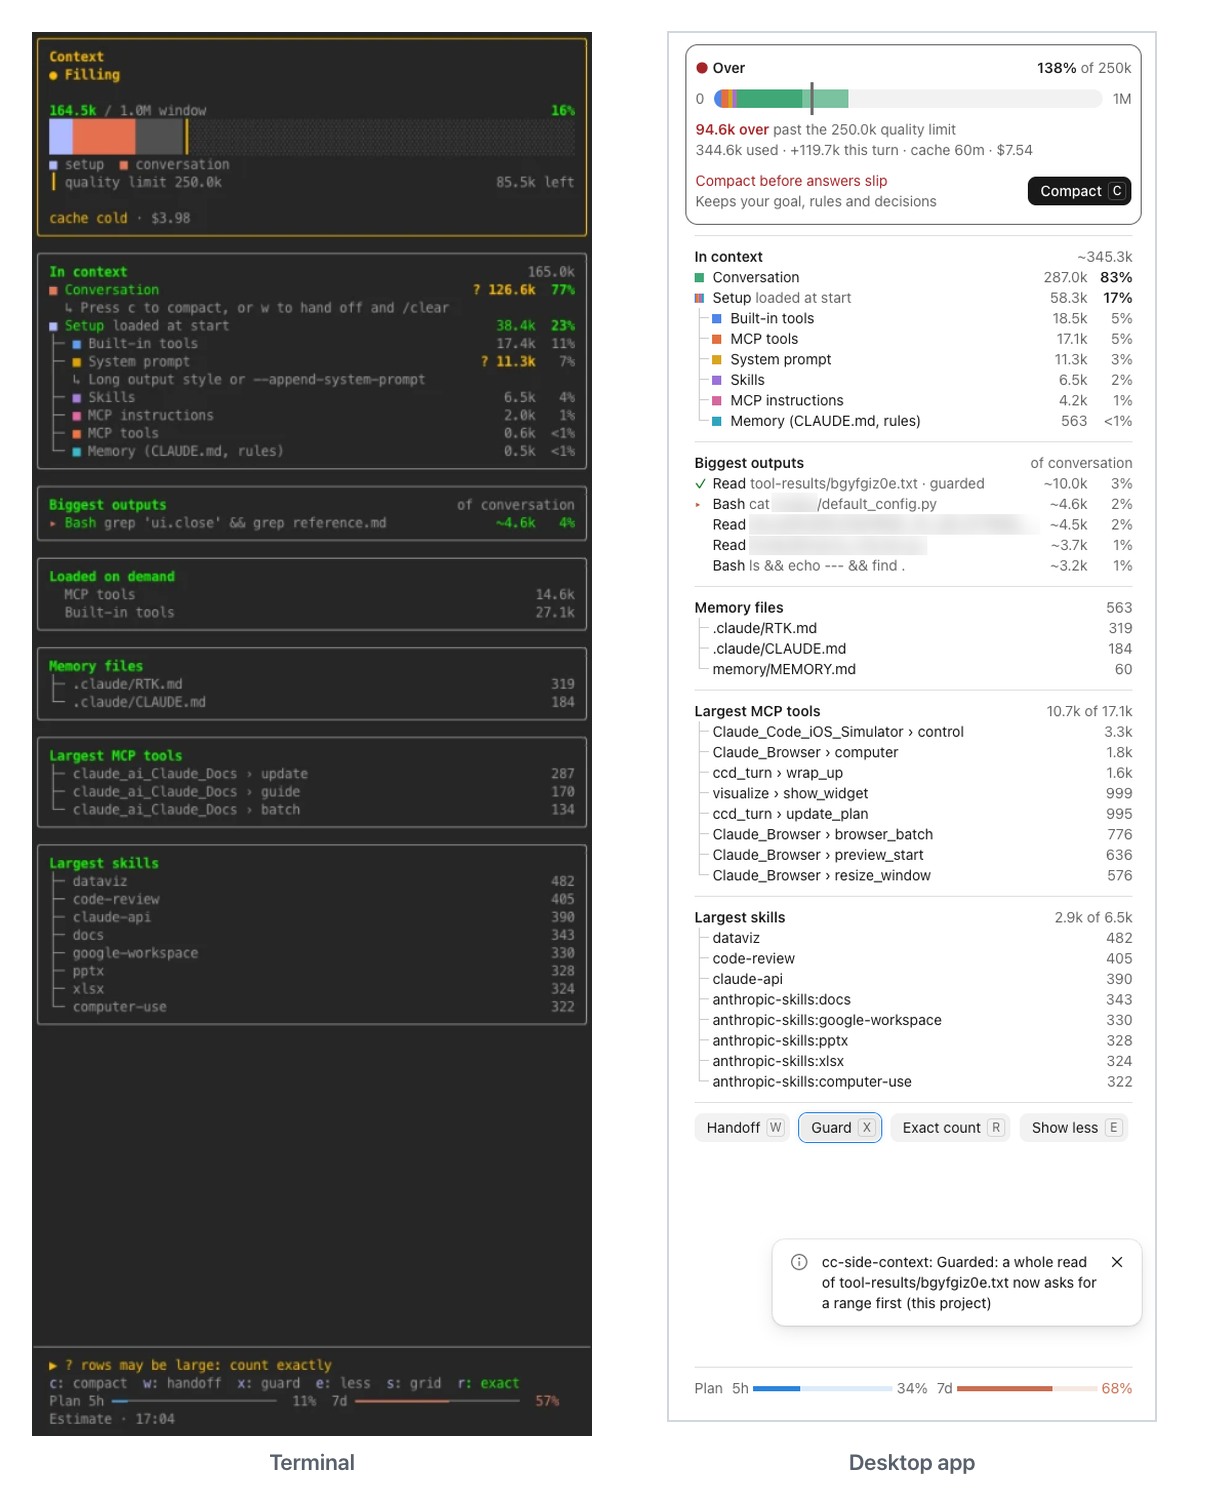 Context
● Filling
164.5k / 1.0M window 16%
■ setup ■ conversation
| quality limit 250.0k 85.5k left
cache cold · $3.98
In context 165.0k
■ Conversation ? 126.6k 77%
↳ Press c to compact, or w to hand off and /clear
■ Setup loaded at start 38.4k 23%
├─ ■ Built-in tools 17.4k 11%
├─ ■ System prompt ? 11.3k 7%
│ ↳ Long output style or --append-system-prompt
├─ ■ Skills 6.5k 4%
├─ ■ MCP instructions 2.0k 1%
├─ ■ MCP tools 0.6k <1%
└─ ■ Memory (CLAUDE.md, rules) 0.5k <1%
Biggest outputs of conversation
▸ Bash grep 'ui.close' && grep reference.md ~4.6k 4%
Loaded on demand
MCP tools 14.6k
Built-in tools 27.1k
Memory files
├─ .claude/RTK.md 319
└─ .claude/CLAUDE.md 184
Largest MCP tools
├─ claude_ai_Claude_Docs › update 287
├─ claude_ai_Claude_Docs › guide 170
└─ claude_ai_Claude_Docs › batch 134
Largest skills
├─ dataviz 482
├─ code-review 405
├─ claude-api 390
├─ docs 343
├─ google-workspace 330
├─ pptx 328
├─ xlsx 324
└─ computer-use 322
▶ ? rows may be large: count exactly
c: compact w: handoff x: guard e: less s: grid r: exact
Plan 5h 11% 7d 57%
Estimate · 17:04
Terminal
Over 138% of 250k
0 1M
94.6k over past the 250.0k quality limit
344.6k used · +119.7k this turn · cache 60m · $7.54
Compact before answers slip
Keeps your goal, rules and decisions
Compact C
In context ~345.3k
Conversation 287.0k 83%
Setup loaded at start 58.3k 17%
Built-in tools 18.5k 5%
MCP tools 17.1k 5%
System prompt 11.3k 3%
Skills 6.5k 2%
MCP instructions 4.2k 1%
Memory (CLAUDE.md, rules) 563 <1%
Biggest outputs of conversation
✓ Read tool-results/bgyfgiz0e.txt · guarded ~10.0k 3%
▸ Bash cat /default_config.py ~4.6k 2%
Read ~4.5k 2%
Read ~3.7k 1%
Bash ls && echo --- && find . ~3.2k 1%
Memory files 563
.claude/RTK.md 319
.claude/CLAUDE.md 184
memory/MEMORY.md 60
Largest MCP tools 10.7k of 17.1k
Claude_Code_iOS_Simulator › control 3.3k
Claude_Browser › computer 1.8k
ccd_turn › wrap_up 1.6k
visualize › show_widget 999
ccd_turn › update_plan 995
Claude_Browser › browser_batch 776
Claude_Browser › preview_start 636
Claude_Browser › resize_window 576
Largest skills 2.9k of 6.5k
dataviz 482
code-review 405
claude-api 390
anthropic-skills:docs 343
anthropic-skills:google-workspace 330
anthropic-skills:pptx 328
anthropic-skills:xlsx 324
anthropic-skills:computer-use 322
Handoff W Guard X Exact count R Show less E
cc-side-context: Guarded: a whole read
of tool-results/bgyfgiz0e.txt now asks for
a range first (this project)
Plan 5h 34% 7d 68%
Desktop app